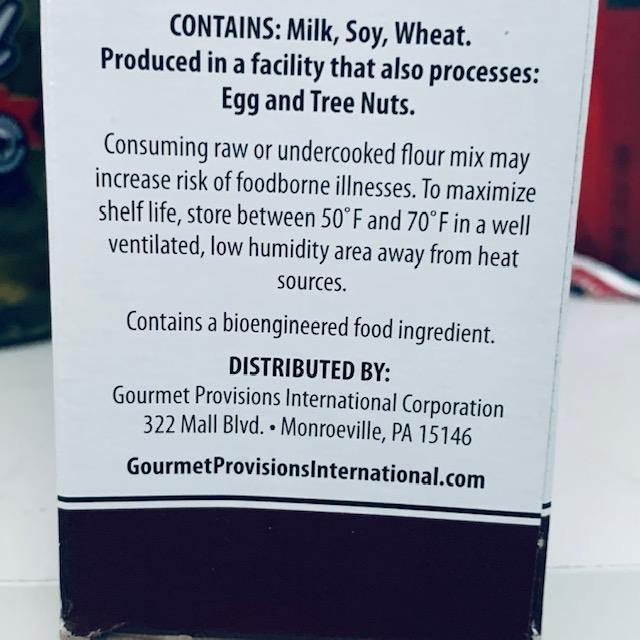 CONTAINS: Milk, Soy, Wheat.
Produced in a facility that also processes:
Egg and Tree Nuts.
Consuming raw or undercooked flour mix may
increase risk of foodborne illnesses. To maximize
shelf life, store between 50˚F and 70˚F in a well
ventilated, low humidity area away from heat
sources.
Contains a bioengineered food ingredient.
DISTRIBUTED BY:
Gourmet Provisions International Corporation
322 Mall Blvd. • Monroeville, PA 15146
GourmetProvisionsInternational.com